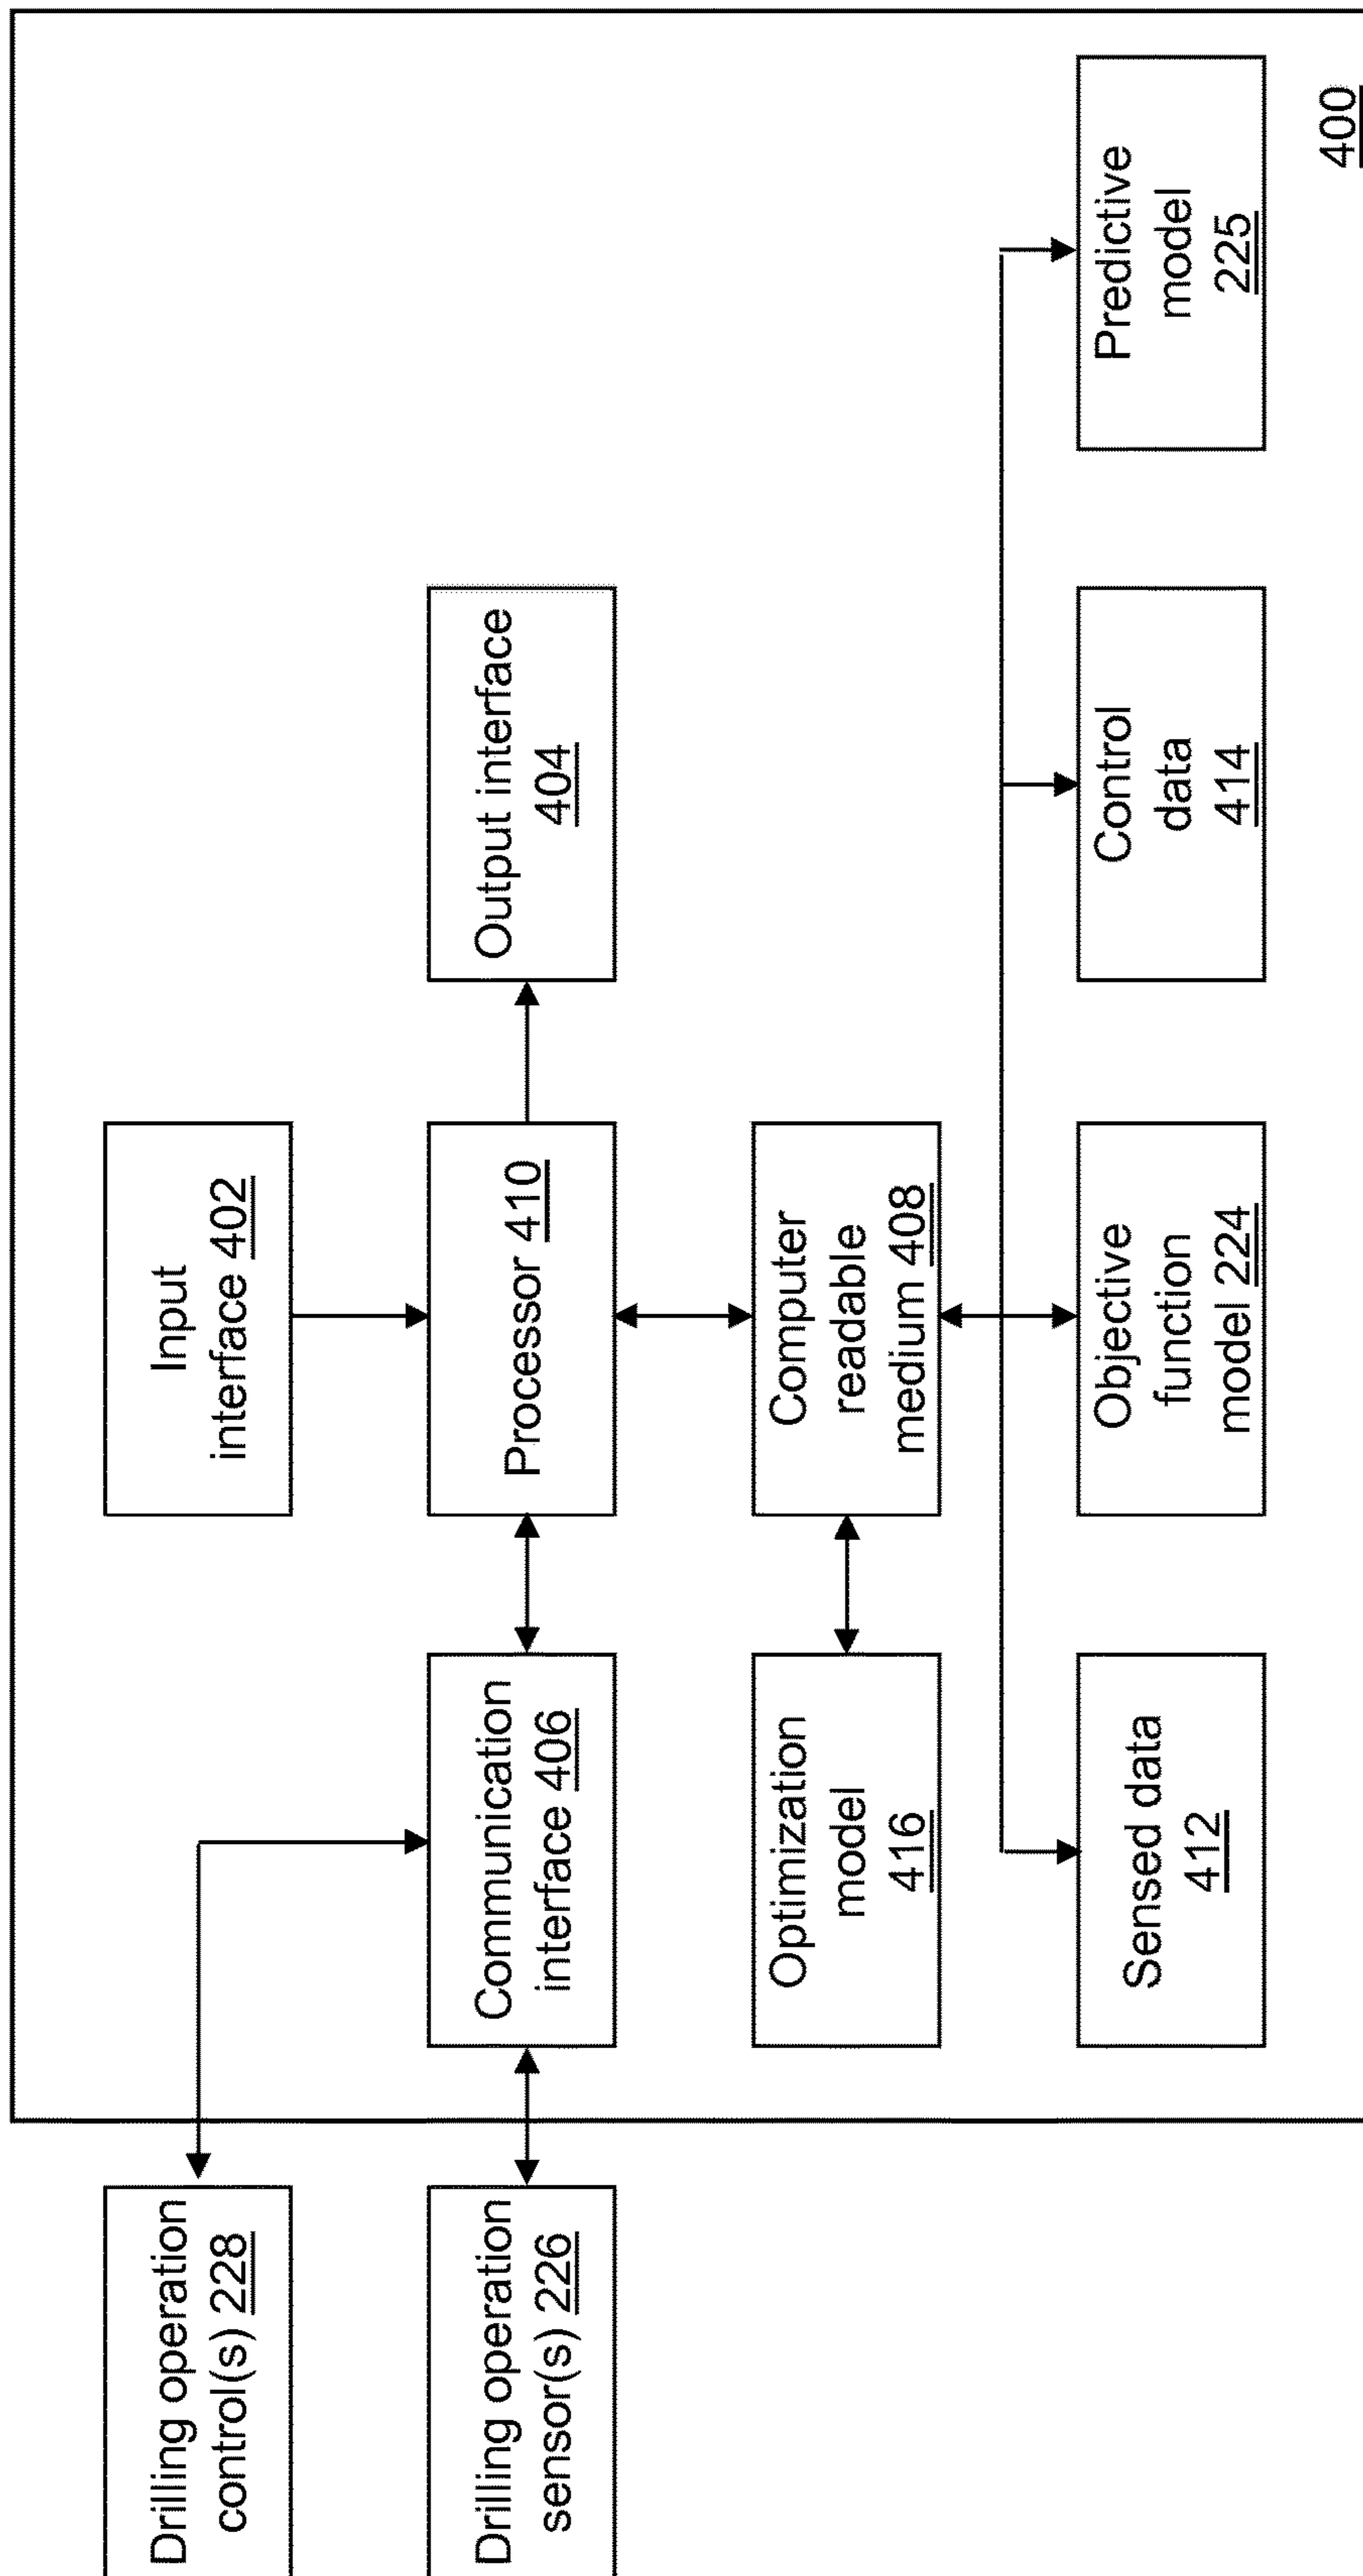 Drilling operation
control(s) 228
Input
interface 402
Drilling operation
sensor(s) 226
Communication
interface 406
Processor 410
Output interface
404
Optimization
model
416
Computer
readable
medium 408
Sensed data
412
Objective
function
model 224
Control
data
414
Predictive
model
225
400